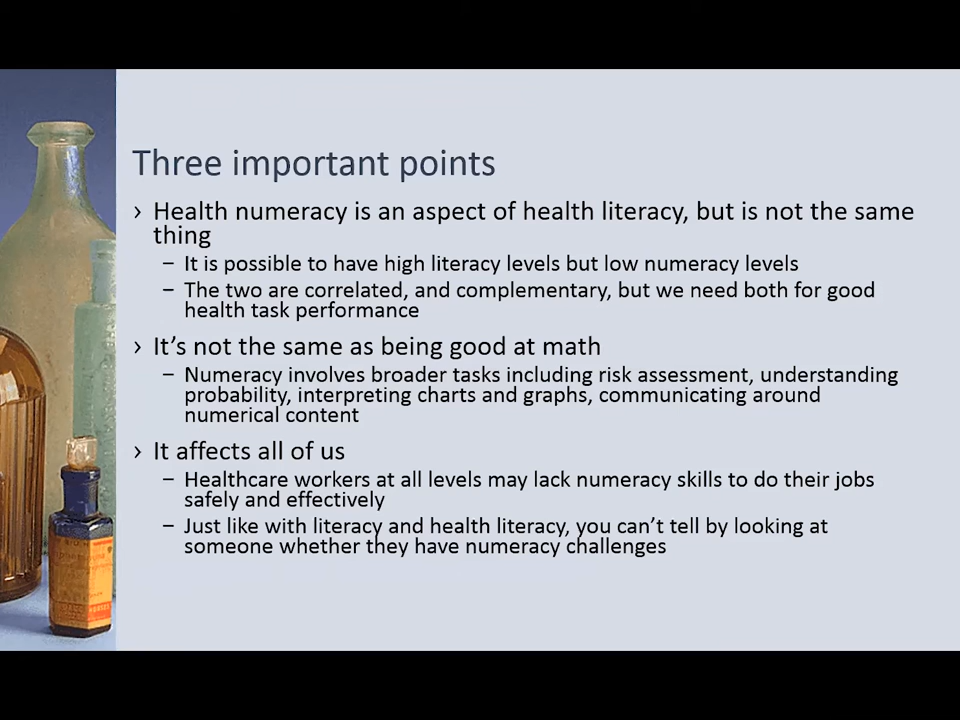 Three important points
› Health numeracy is an aspect of health literacy, but is not the same
thing
– It is possible to have high literacy levels but low numeracy levels
– The two are correlated, and complementary, but we need both for good
health task performance
› It’s not the same as being good at math
– Numeracy involves broader tasks including risk assessment, understanding
probability, interpreting charts and graphs, communicating around
numerical content
› It affects all of us
– Healthcare workers at all levels may lack numeracy skills to do their jobs
safely and effectively
– Just like with literacy and health literacy, you can’t tell by looking at
someone whether they have numeracy challenges